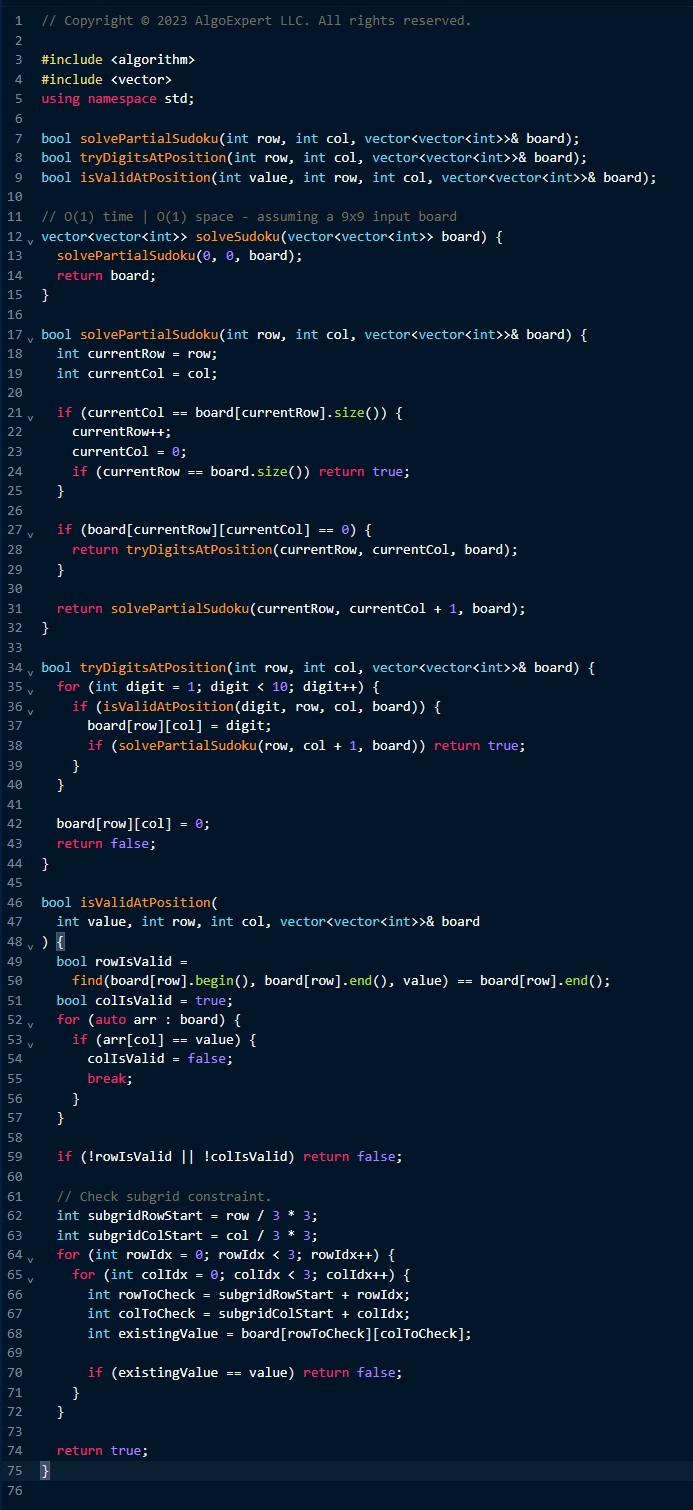 1 // Copyright © 2023 AlgoExpert LLC. All rights reserved.
2
3 #include <algorithm>
4 #include <vector>
5 using namespace std;
6
7 bool solvePartialSudoku(int row, int col, vector<vector<int>>& board);
8 bool tryDigitsAtPosition(int row, int col, vector<vector<int>>& board);
9 bool isValidAtPosition(int value, int row, int col, vector<vector<int>>& board);
10
11 // O(1) time | O(1) space - assuming a 9x9 input board
12 vector<vector<int>> solveSudoku(vector<vector<int>> board) {
13   solvePartialSudoku(0, 0, board);
14   return board;
15 }
16
17 bool solvePartialSudoku(int row, int col, vector<vector<int>>& board) {
18   int currentRow = row;
19   int currentCol = col;
20
21   if (currentCol == board[currentRow].size()) {
22     currentRow++;
23     currentCol = 0;
24     if (currentRow == board.size()) return true;
25   }
26
27   if (board[currentRow][currentCol] == 0) {
28     return tryDigitsAtPosition(currentRow, currentCol, board);
29   }
30
31   return solvePartialSudoku(currentRow, currentCol + 1, board);
32 }
33
34 bool tryDigitsAtPosition(int row, int col, vector<vector<int>>& board) {
35   for (int digit = 1; digit < 10; digit++) {
36     if (isValidAtPosition(digit, row, col, board)) {
37       board[row][col] = digit;
38       if (solvePartialSudoku(row, col + 1, board)) return true;
39     }
40   }
41
42   board[row][col] = 0;
43   return false;
44 }
45
46 bool isValidAtPosition(
47   int value, int row, int col, vector<vector<int>>& board
48 ) {
49   bool rowIsValid =
50     find(board[row].begin(), board[row].end(), value) == board[row].end();
51   bool colIsValid = true;
52   for (auto arr : board) {
53     if (arr[col] == value) {
54       colIsValid = false;
55       break;
56     }
57   }
58
59   if (!rowIsValid || !colIsValid) return false;
60
61   // Check subgrid constraint.
62   int subgridRowStart = row / 3 * 3;
63   int subgridColStart = col / 3 * 3;
64   for (int rowIdx = 0; rowIdx < 3; rowIdx++) {
65     for (int colIdx = 0; colIdx < 3; colIdx++) {
66       int rowToCheck = subgridRowStart + rowIdx;
67       int colToCheck = subgridColStart + colIdx;
68       int existingValue = board[rowToCheck][colToCheck];
69
70       if (existingValue == value) return false;
71     }
72   }
73
74   return true;
75 }
76